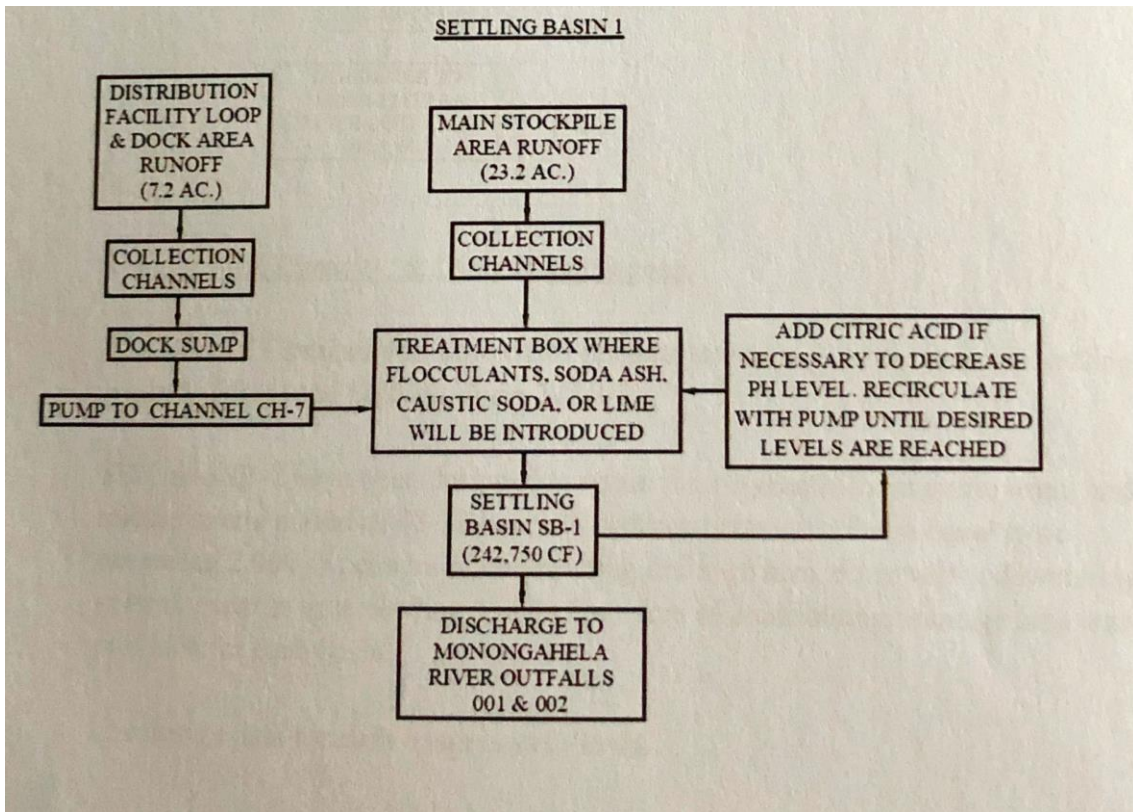 SETTLING BASIN 1
DISTRIBUTION
FACILITY LOOP
& DOCK AREA
RUNOFF
(7.2 AC.)
MAIN STOCKPILE
AREA RUNOFF
(23.2 AC.)
COLLECTION
CHANNELS
COLLECTION
CHANNELS
DOCK SUMP
PUMP TO CHANNEL CH-7
TREATMENT BOX WHERE
FLOCCULANTS, SODA ASH,
CAUSTIC SODA, OR LIME
WILL BE INTRODUCED
ADD CITRIC ACID IF
NECESSARY TO DECREASE
PH LEVEL. RECIRCULATE
WITH PUMP UNTIL DESIRED
LEVELS ARE REACHED
SETTLING
BASIN SB-1
(242,750 CF)
DISCHARGE TO
MONONGAHELA
RIVER OUTFALLS
001 & 002